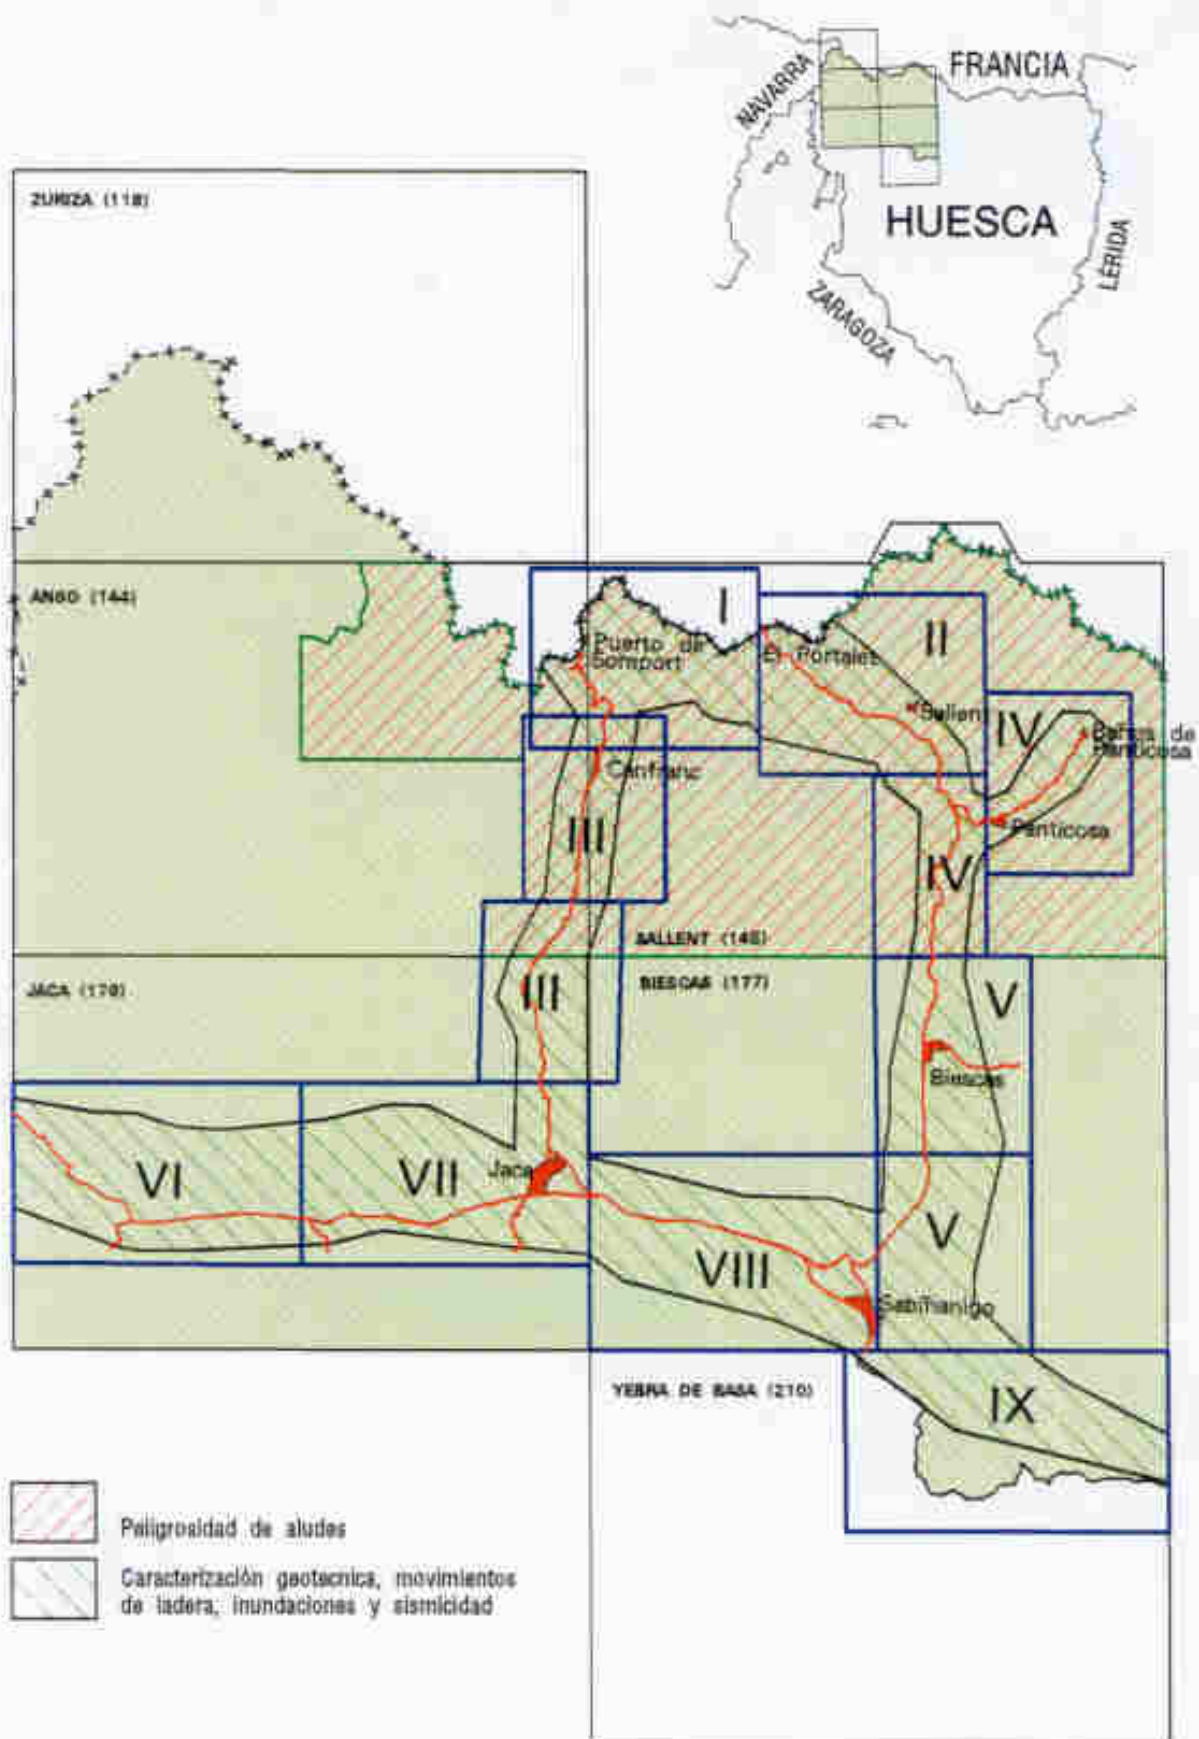 FRANCIA
NAVARRA
HUESCA
LÉRIDA
ZARAGOZA
ZURIZA (118)
ANSO (144)
I
Puerto de
Somport
El Portalet
II
Sallent
IV
Baños de
Panticosa
Canfranc
III
Panticosa
IV
SALLENT (145)
JACA (176)
III
BIESCAS (177)
V
Biescas
VI
VII
Jaca
VIII
V
Sabiñanigo
YEBRA DE BASA (210)
IX
Peligrosidad de aludes
Caracterización geotecnica, movimientos
de ladera, inundaciones y sismicidad